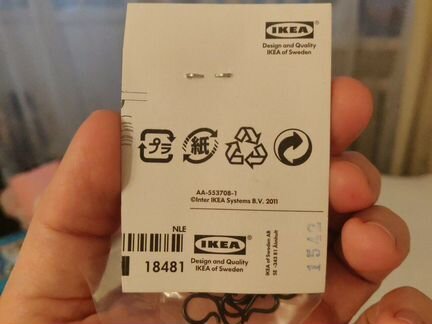 IKEA
Design and Quality
IKEA of Sweden
プラ
紙
AA-553708-1
©Inter IKEA Systems B.V. 2011
NLE
18481
IKEA
Design and Quality
IKEA of Sweden
IKEA of Sweden AB
SE -343 81 Älmhult
1542